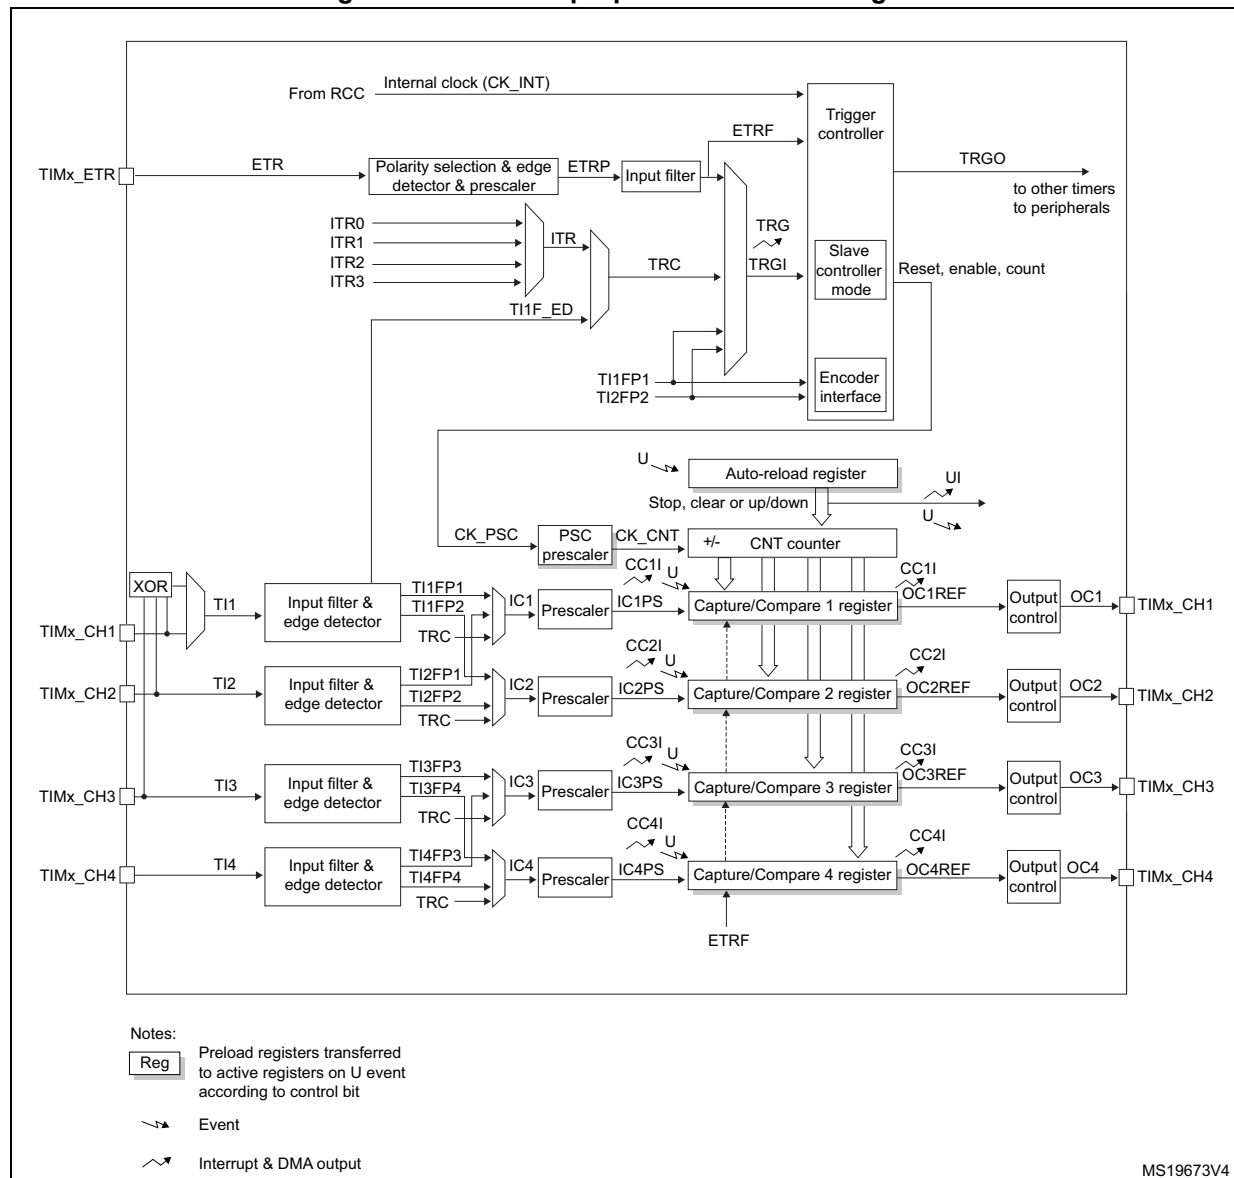 Internal clock (CK_INT)
From RCC
Trigger
controller
ETRF
TRGO
to other timers
to peripherals
TIMx_ETR
ETR
Polarity selection & edge
detector & prescaler
ETRP
Input filter
ITR0
ITR1
ITR2
ITR3
ITR
TRC
TRG
TRGI
Slave
controller
mode
Reset, enable, count
TI1F_ED
TI1FP1
TI2FP2
Encoder
interface
U
Auto-reload register
UI
Stop, clear or up/down
U
CK_PSC
PSC
prescaler
CK_CNT
+/-
CNT counter
XOR
TI1
TIMx_CH1
Input filter &
edge detector
TI1FP1
TI1FP2
TRC
IC1
Prescaler
CC1I
U
IC1PS
Capture/Compare 1 register
CC1I
OC1REF
Output
control
OC1
TIMx_CH1
TIMx_CH2
TI2
Input filter &
edge detector
TI2FP1
TI2FP2
TRC
IC2
Prescaler
CC2I
U
IC2PS
Capture/Compare 2 register
CC2I
OC2REF
Output
control
OC2
TIMx_CH2
TIMx_CH3
TI3
Input filter &
edge detector
TI3FP3
TI3FP4
TRC
IC3
Prescaler
CC3I
U
IC3PS
Capture/Compare 3 register
CC3I
OC3REF
Output
control
OC3
TIMx_CH3
TIMx_CH4
TI4
Input filter &
edge detector
TI4FP3
TI4FP4
TRC
IC4
Prescaler
CC4I
U
IC4PS
Capture/Compare 4 register
CC4I
OC4REF
Output
control
OC4
TIMx_CH4
ETRF
Notes:
Reg
Preload registers transferred
to active registers on U event
according to control bit
Event
Interrupt & DMA output
MS19673V4